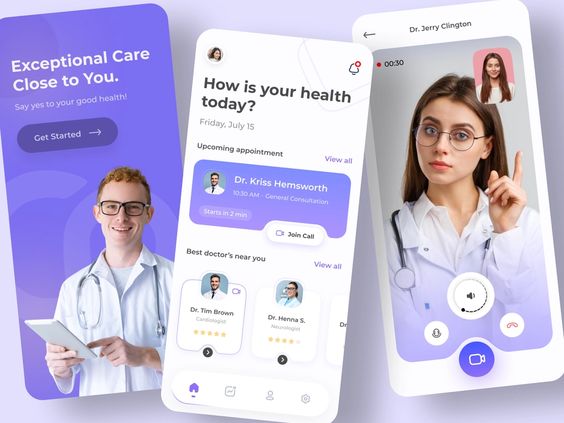 Exceptional Care
Close to You.
Say yes to your good health!
Get Started
How is your health
today?
Friday, July 15
Upcoming appointment
View all
Dr. Kriss Hemsworth
10:30 AM - General Consultation
Starts in 2 min
Join Call
Best doctor's near you
View all
Dr. Tim Brown
Cardiologist
Dr. Henna S.
Neurologist
Dr.
Dr. Jerry Clington
00:30